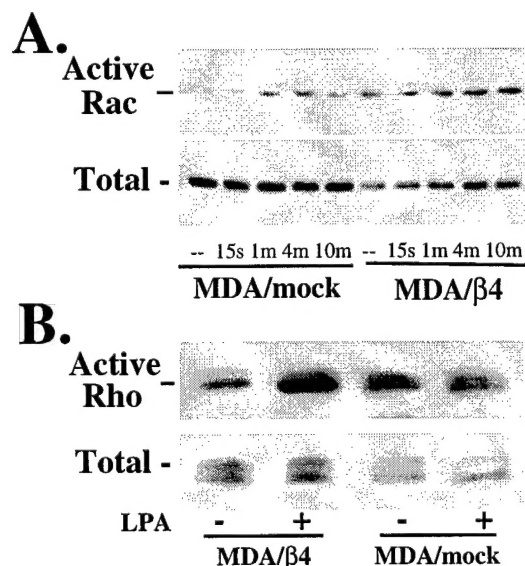 A.
Active
Rac –
Total -
-- 15s 1m 4m 10m -- 15s 1m 4m 10m
MDA/mock MDA/β4
B.
Active
Rho –
Total -
LPA - + - +
MDA/β4 MDA/mock